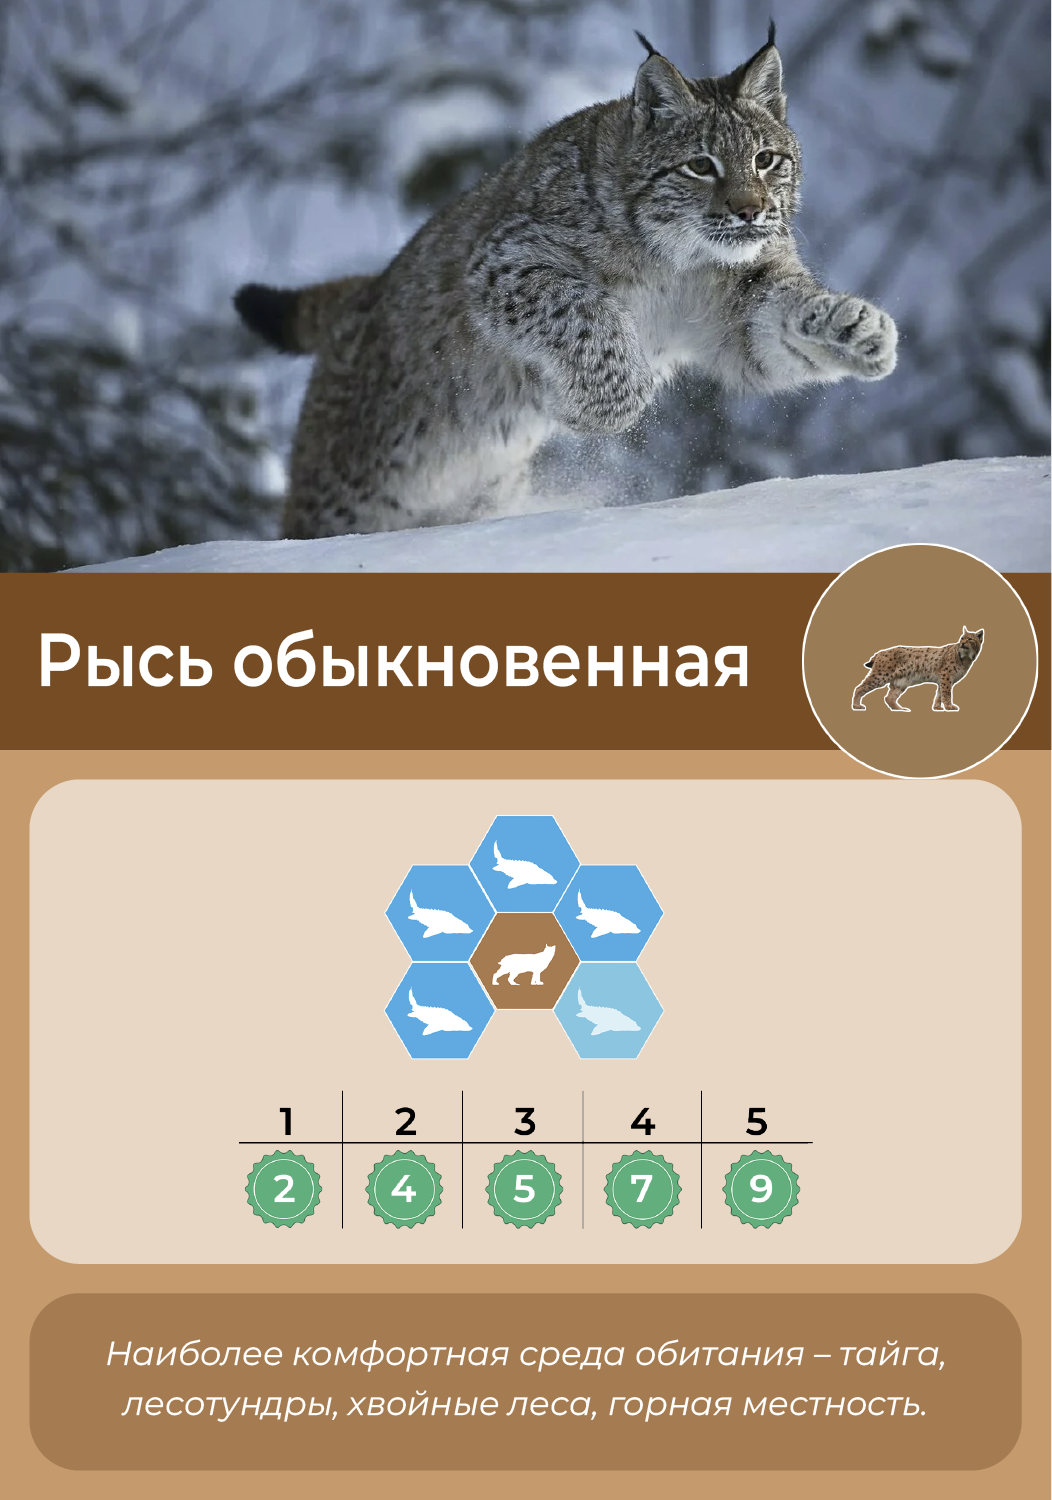 Рысь обыкновенная
1 2 3 4 5
2 4 5 7 9
Наиболее комфортная среда обитания – тайга,
лесотундры, хвойные леса, горная местность.